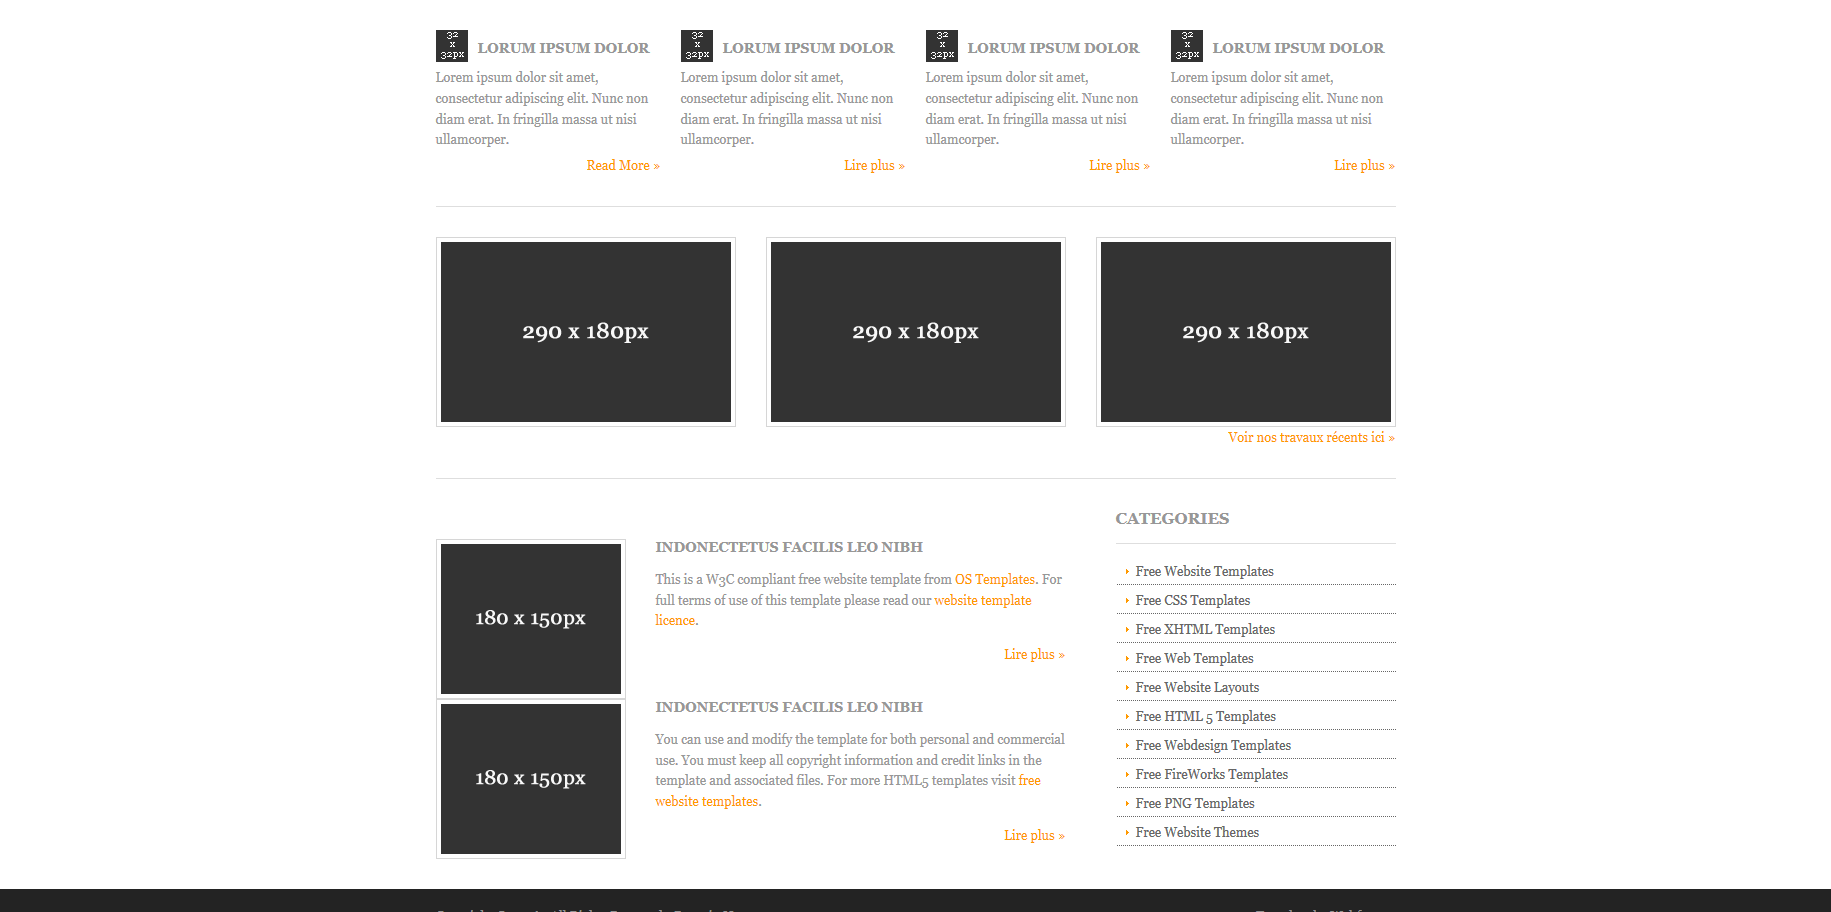 32
x
32px
LORUM IPSUM DOLOR
Lorem ipsum dolor sit amet,
consectetur adipiscing elit. Nunc non
diam erat. In fringilla massa ut nisi
ullamcorper.
Read More »
32
x
32px
LORUM IPSUM DOLOR
Lorem ipsum dolor sit amet,
consectetur adipiscing elit. Nunc non
diam erat. In fringilla massa ut nisi
ullamcorper.
Lire plus »
32
x
32px
LORUM IPSUM DOLOR
Lorem ipsum dolor sit amet,
consectetur adipiscing elit. Nunc non
diam erat. In fringilla massa ut nisi
ullamcorper.
Lire plus »
32
x
32px
LORUM IPSUM DOLOR
Lorem ipsum dolor sit amet,
consectetur adipiscing elit. Nunc non
diam erat. In fringilla massa ut nisi
ullamcorper.
Lire plus »
290 x 180px
290 x 180px
290 x 180px
Voir nos travaux récents ici »
180 x 150px
INDONECTETUS FACILIS LEO NIBH
This is a W3C compliant free website template from OS Templates. For
full terms of use of this template please read our website template
licence.
Lire plus »
180 x 150px
INDONECTETUS FACILIS LEO NIBH
You can use and modify the template for both personal and commercial
use. You must keep all copyright information and credit links in the
template and associated files. For more HTML5 templates visit free
website templates.
Lire plus »
CATEGORIES
Free Website Templates
Free CSS Templates
Free XHTML Templates
Free Web Templates
Free Website Layouts
Free HTML 5 Templates
Free Webdesign Templates
Free FireWorks Templates
Free PNG Templates
Free Website Themes